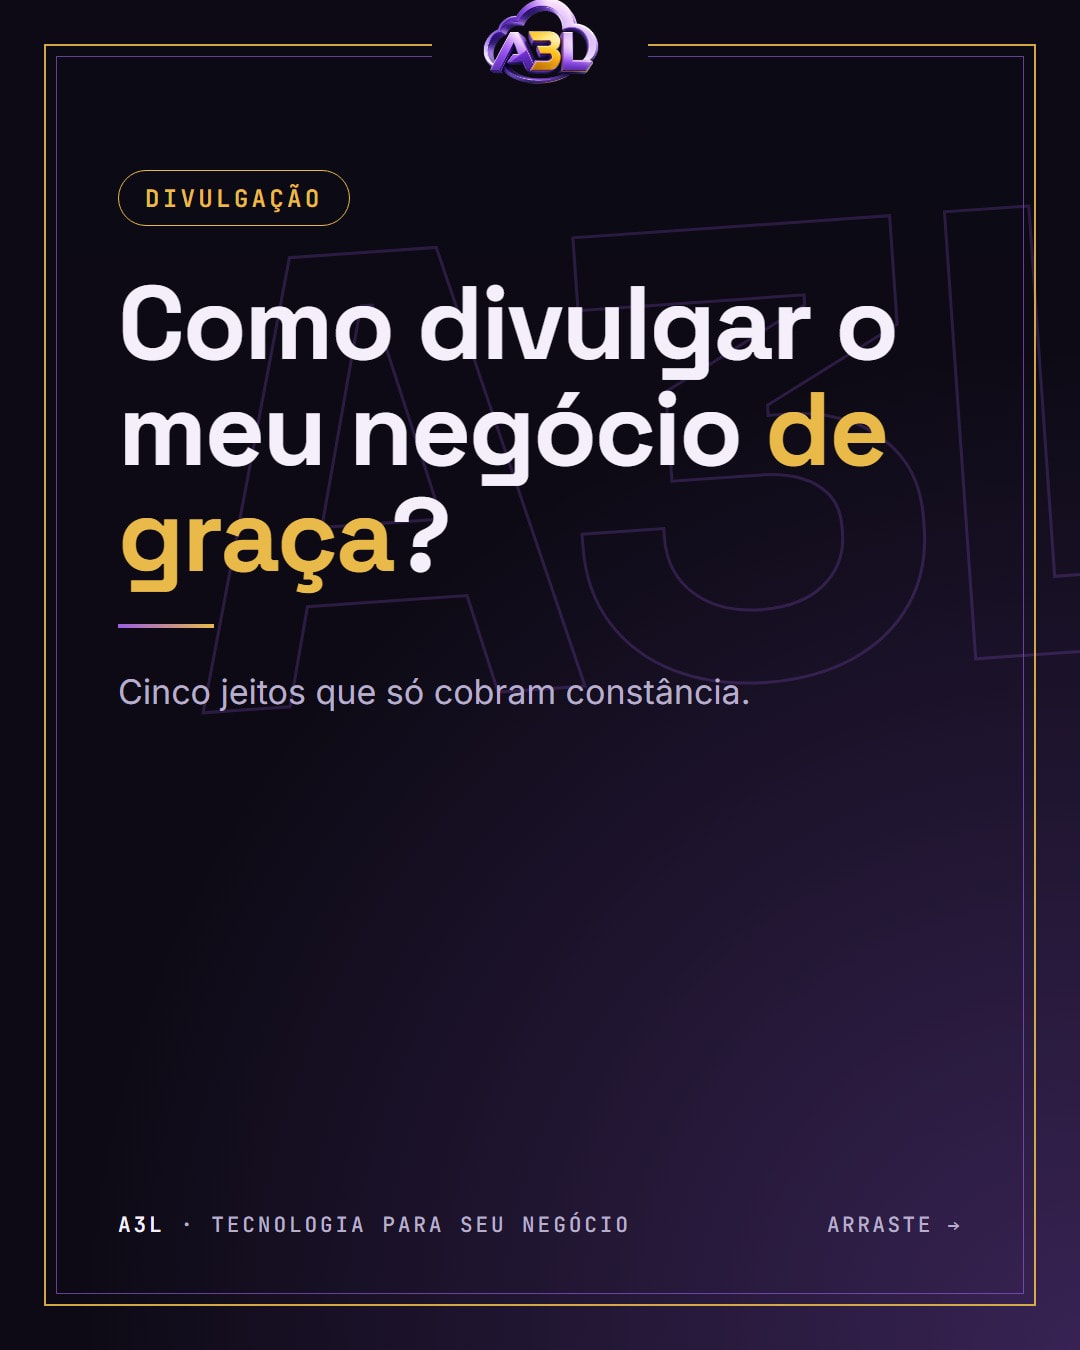 A3L
DIVULGAÇÃO
Como divulgar o
meu negócio de
graça?
Cinco jeitos que só cobram constância.
A3L · TECNOLOGIA PARA SEU NEGÓCIO
ARRASTE →